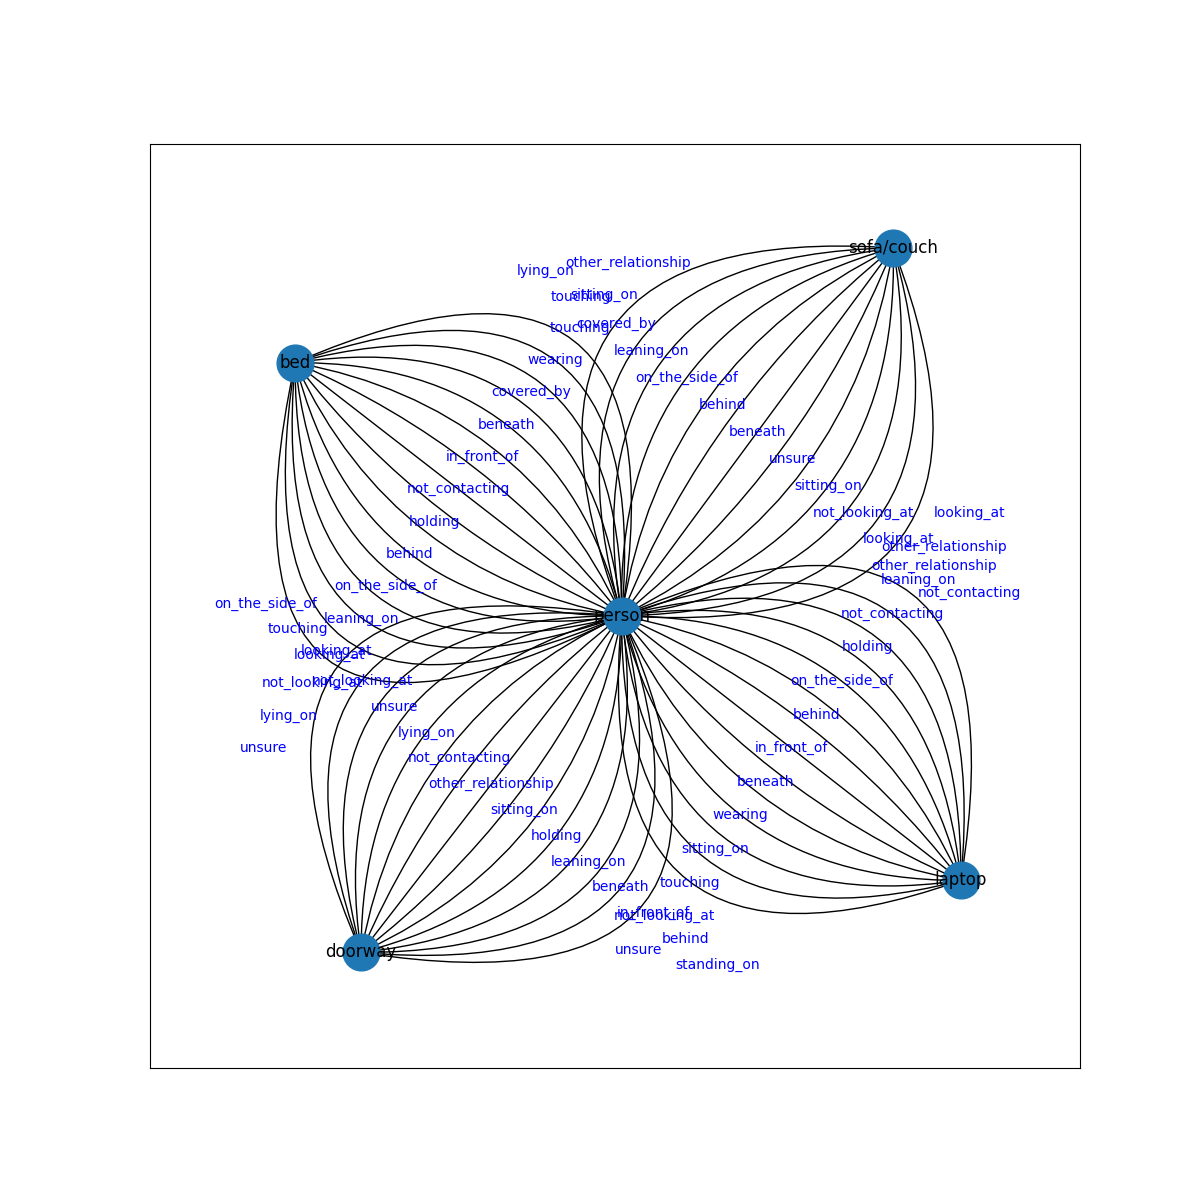 sofa/couch
other_relationship
lying_on
sitting_on
touching
covered_by
touching
leaning_on
wearing
bed
on_the_side_of
covered_by
behind
beneath
beneath
in_front_of
unsure
not_contacting
sitting_on
not_looking_at
looking_at
holding
looking_at
other_relationship
behind
other_relationship
leaning_on
on_the_side_of
not_contacting
on_the_side_of
not_contacting
person
leaning_on
touching
holding
looking_at
looking_at
not_looking_at
not_looking_at
on_the_side_of
unsure
lying_on
behind
lying_on
unsure
in_front_of
not_contacting
other_relationship
beneath
sitting_on
wearing
holding
sitting_on
leaning_on
laptop
touching
beneath
in_front_of
not_looking_at
behind
unsure
doorway
standing_on